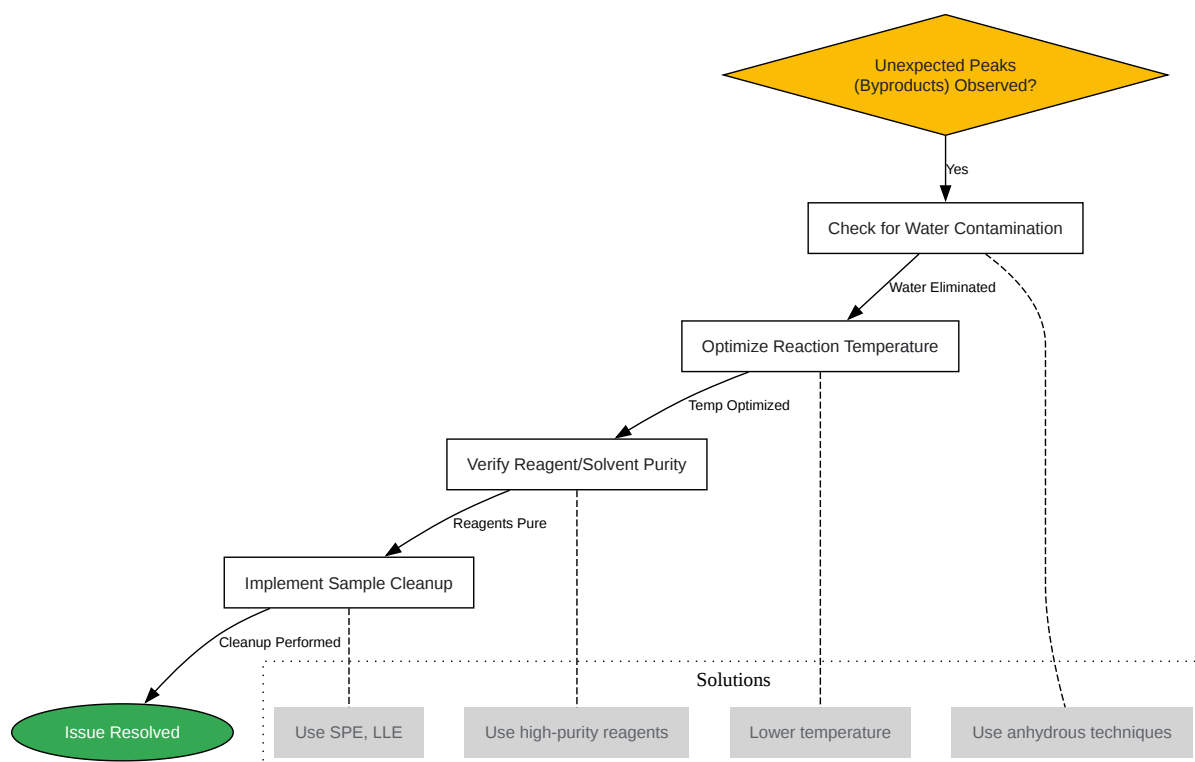 Unexpected Peaks
(Byproducts) Observed?
Yes
Check for Water Contamination
Water Eliminated
Optimize Reaction Temperature
Temp Optimized
Verify Reagent/Solvent Purity
Reagents Pure
Implement Sample Cleanup
Cleanup Performed
Solutions
Issue Resolved
Use SPE, LLE
Use high-purity reagents
Lower temperature
Use anhydrous techniques